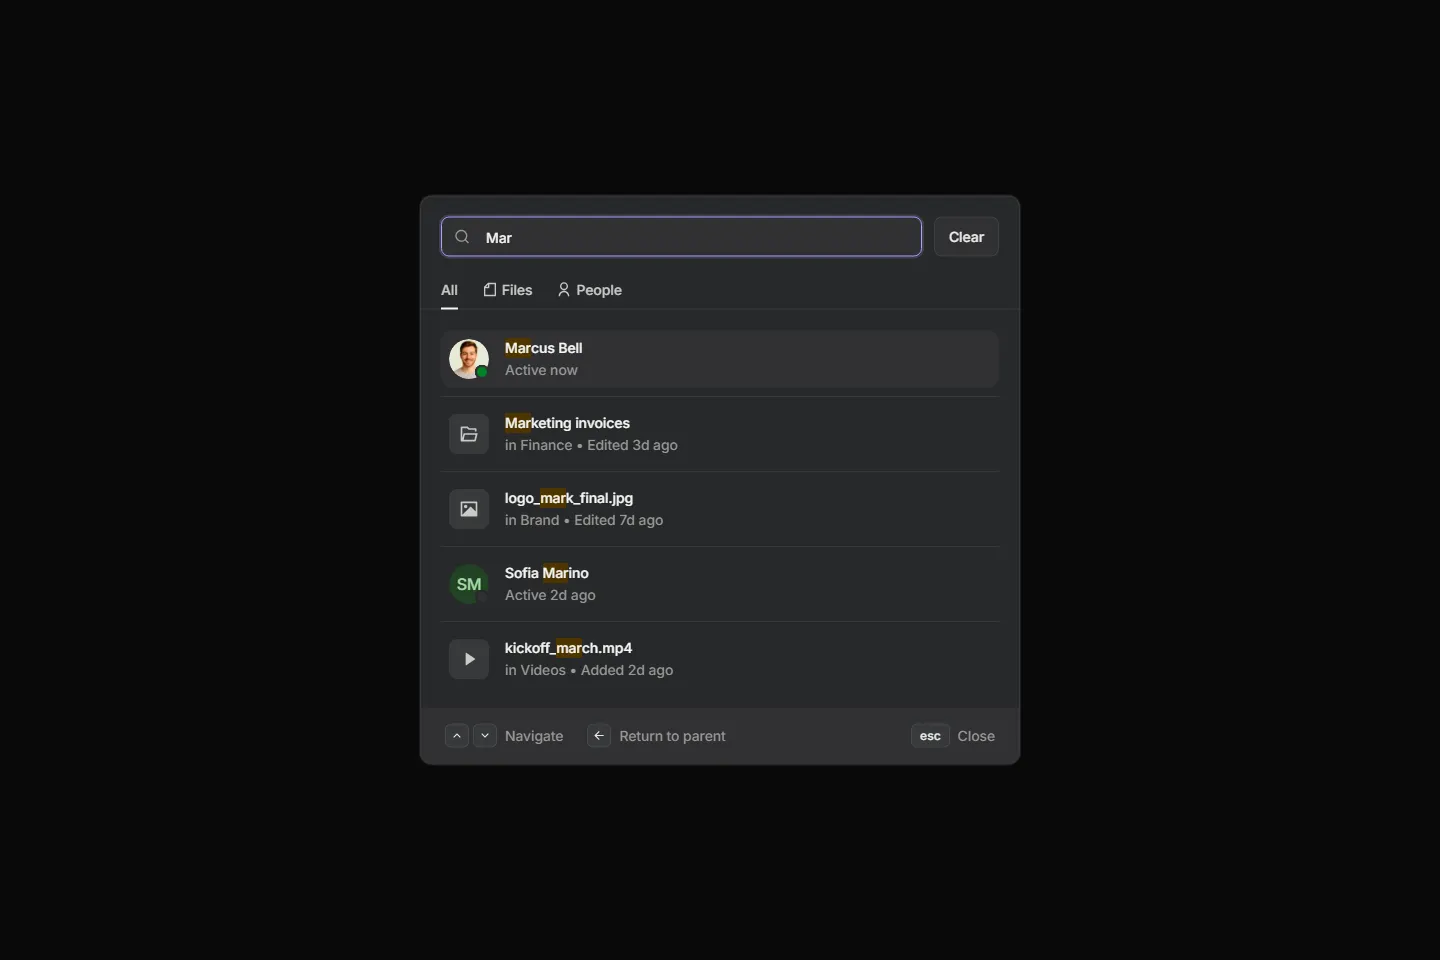 Mar
Clear
All
Files
People
Marcus Bell
Active now
Marketing invoices
in Finance • Edited 3d ago
logo_mark_final.jpg
in Brand • Edited 7d ago
SM
Sofia Marino
Active 2d ago
kickoff_march.mp4
in Videos • Added 2d ago
Navigate
Return to parent
esc
Close